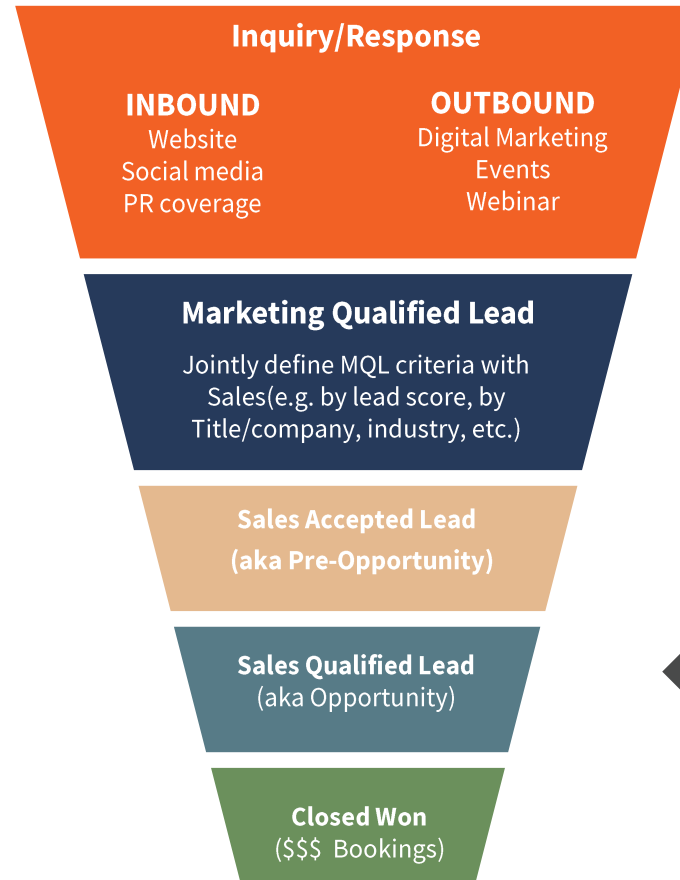 Inquiry/Response
INBOUND
Website
Social media
PR coverage
OUTBOUND
Digital Marketing
Events
Webinar
Marketing Qualified Lead
Jointly define MQL criteria with
Sales(e.g. by lead score, by
Title/company, industry, etc.)
Sales Accepted Lead
(aka Pre-Opportunity)
Sales Qualified Lead
(aka Opportunity)
Closed Won
($$$ Bookings)